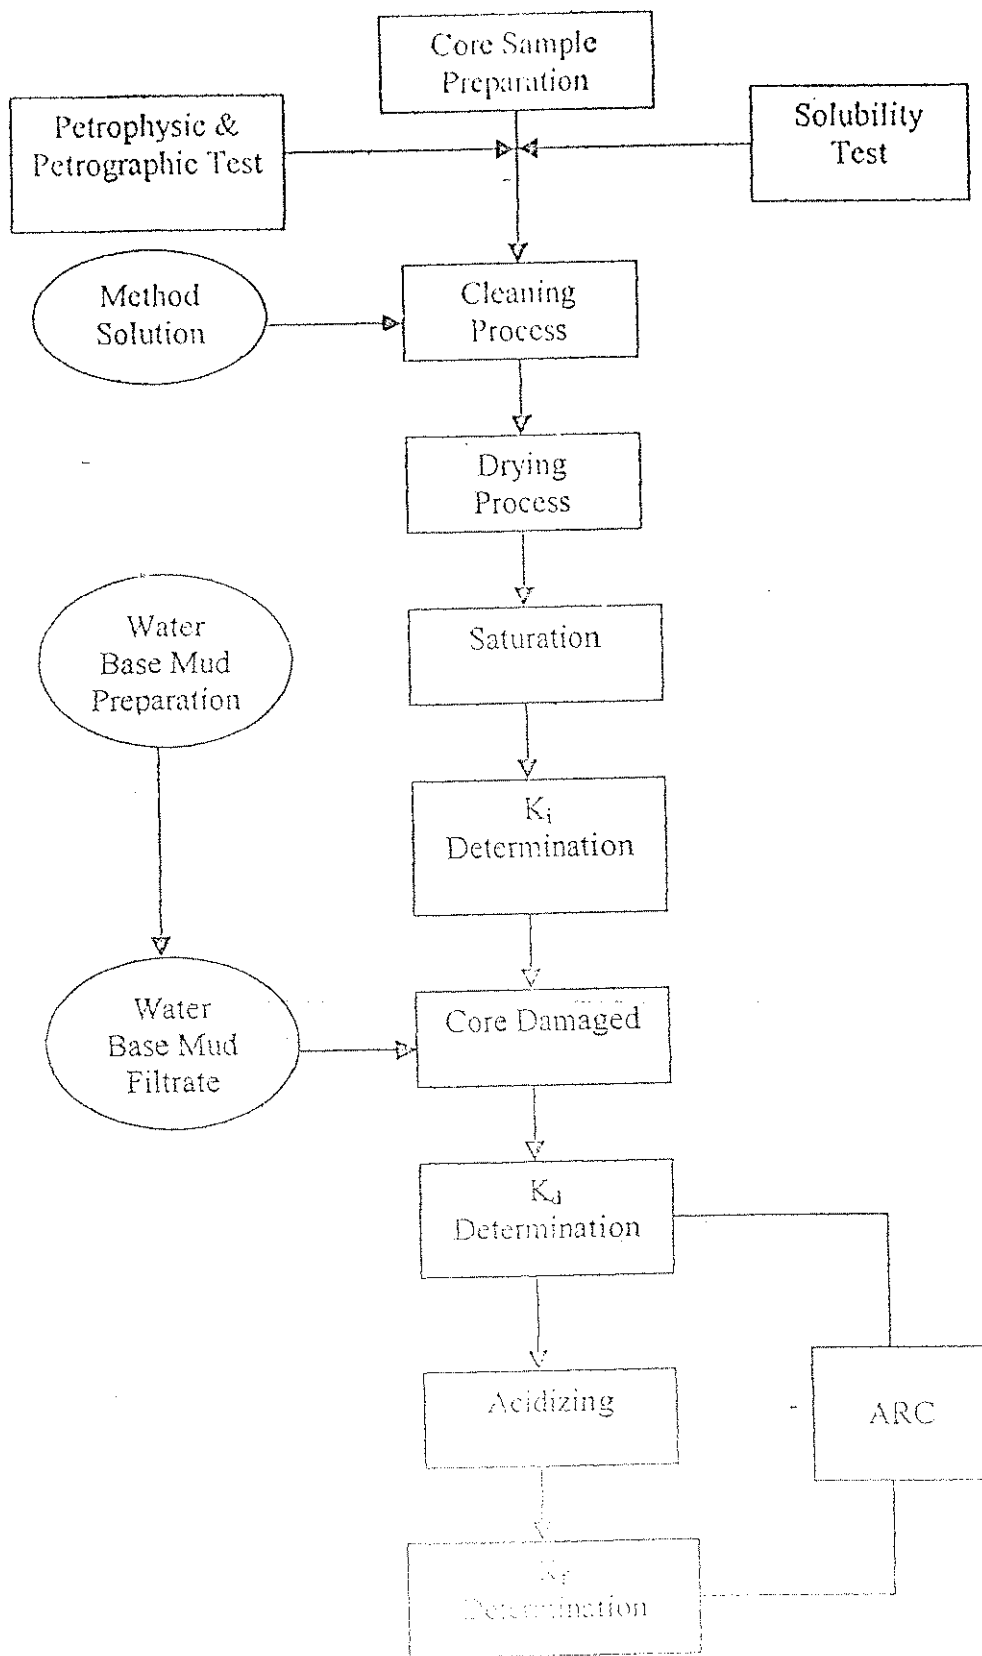 Core Sample
Preparation
Petrophysic &
Petrographic Test
Solubility
Test
Method
Solution
Cleaning
Process
Drying
Process
Water
Base Mud
Preparation
Saturation
Ki
Determination
Water
Base Mud
Filtrate
Core Damaged
Kd
Determination
Acidizing
ARC
Kf
Determination